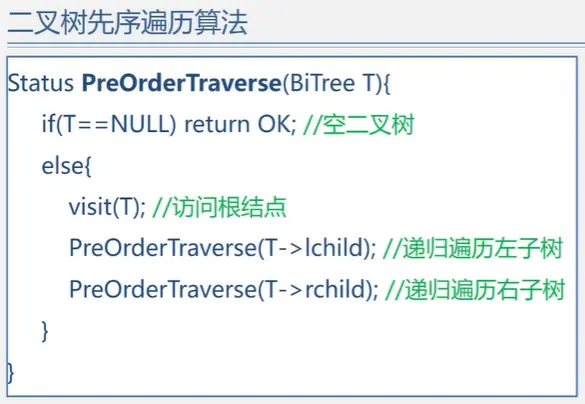 二叉树先序遍历算法
Status PreOrderTraverse(BiTree T){
if(T==NULL) return OK; //空二叉树
else{
visit(T); //访问根结点
PreOrderTraverse(T->lchild); //递归遍历左子树
PreOrderTraverse(T->rchild); //递归遍历右子树
}
}